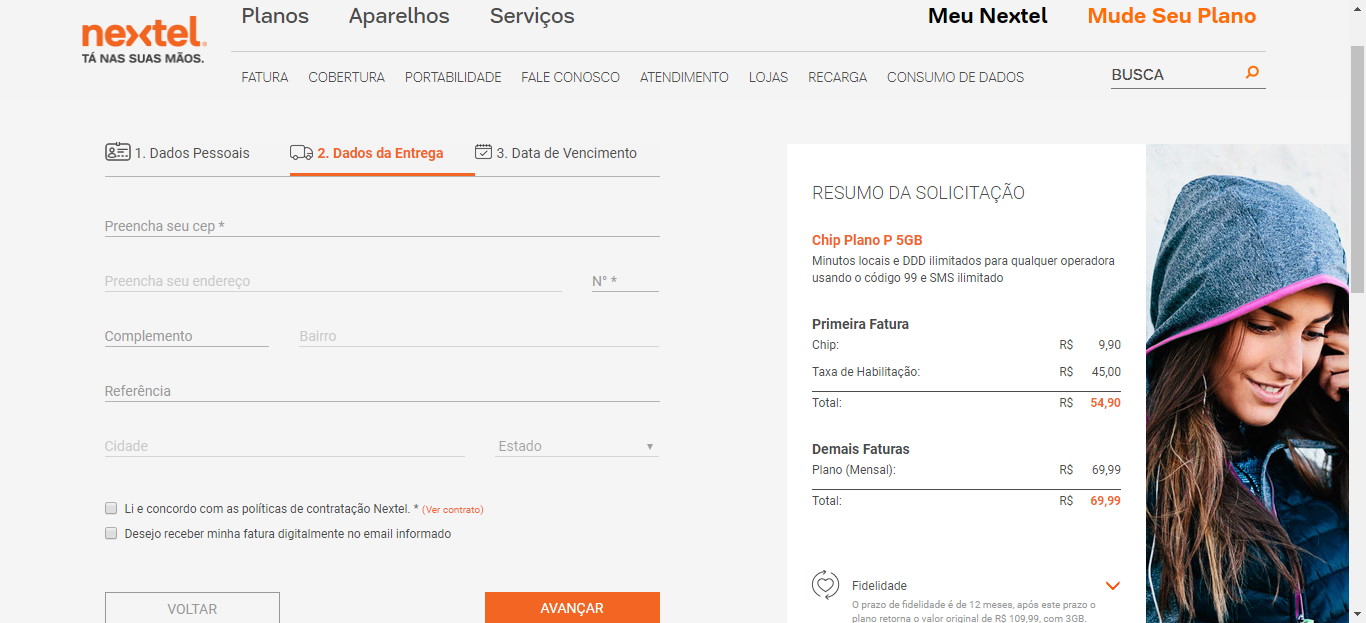 nextel
TÁ NAS SUAS MÃOS.
Planos Aparelhos Serviços Meu Nextel Mude Seu Plano
FATURA COBERTURA PORTABILIDADE FALE CONOSCO ATENDIMENTO LOJAS RECARGA CONSUMO DE DADOS BUSCA
1. Dados Pessoais 2. Dados da Entrega 3. Data de Vencimento
Preencha seu cep *
Preencha seu endereço N° *
Complemento Bairro
Referência
Cidade Estado
Li e concordo com as políticas de contratação Nextel. * (Ver contrato)
Desejo receber minha fatura digitalmente no email informado
VOLTAR AVANÇAR
RESUMO DA SOLICITAÇÃO
Chip Plano P 5GB
Minutos locais e DDD ilimitados para qualquer operadora
usando o código 99 e SMS ilimitado
Primeira Fatura
Chip: R$ 9,90
Taxa de Habilitação: R$ 45,00
Total: R$ 54,90
Demais Faturas
Plano (Mensal): R$ 69,99
Total: R$ 69,99
Fidelidade
O prazo de fidelidade é de 12 meses, após este prazo o
plano retorna o valor original de R$ 109,99, com 3GB.